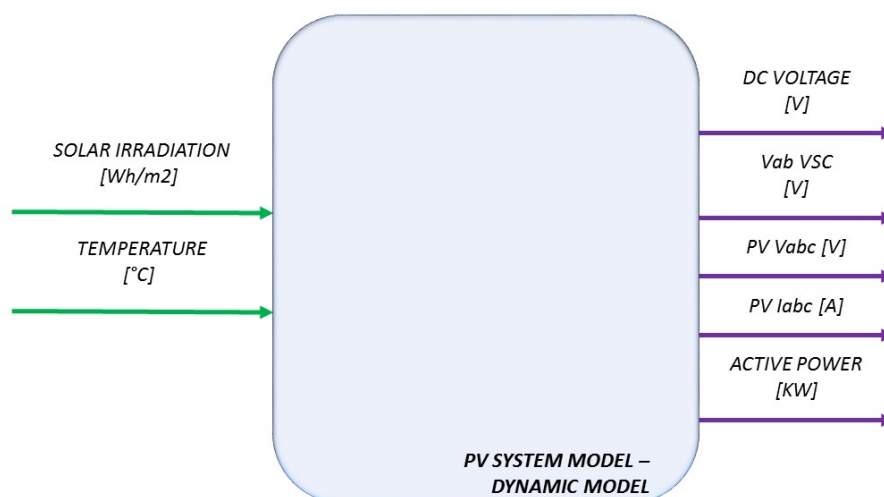 SOLAR IRRADIATION
[Wh/m2]
TEMPERATURE
[°C]
DC VOLTAGE
[V]
Vab VSC
[V]
PV Vabc [V]
PV Iabc [A]
ACTIVE POWER
[KW]
PV SYSTEM MODEL –
DYNAMIC MODEL